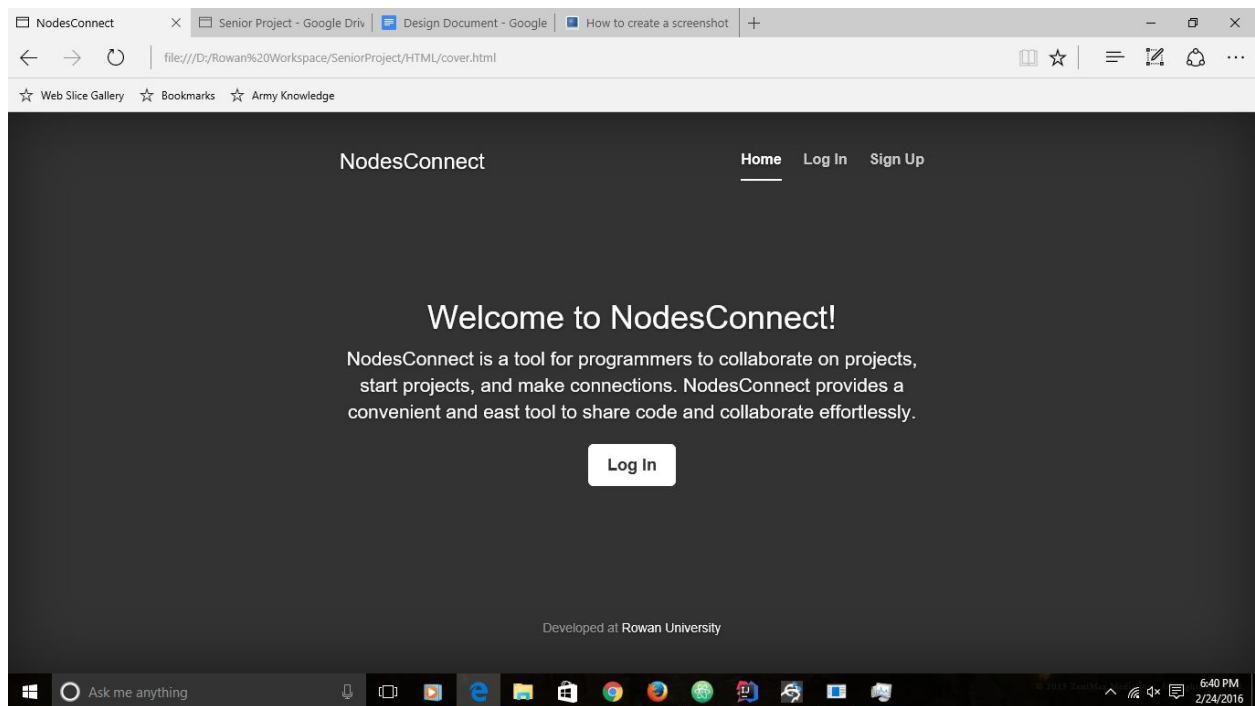 NodesConnect
Senior Project - Google Driv
Design Document - Google
How to create a screenshot
file:///D:/Rowan%20Workspace/SeniorProject/HTML/cover.html
Web Slice Gallery Bookmarks Army Knowledge
NodesConnect Home Log In Sign Up
Welcome to NodesConnect!
NodesConnect is a tool for programmers to collaborate on projects,
start projects, and make connections. NodesConnect provides a
convenient and east tool to share code and collaborate effortlessly.
Log In
Developed at Rowan University
Ask me anything
6:40 PM
2/24/2016